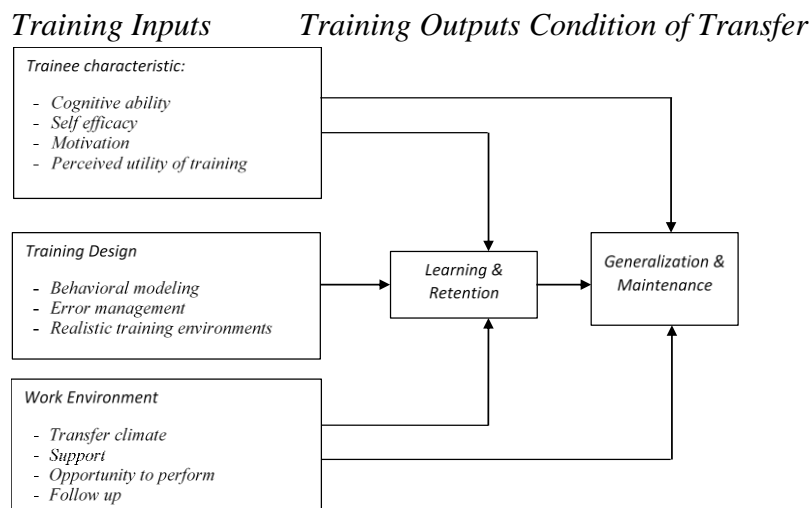 Training Inputs Training Outputs Condition of Transfer
Trainee characteristic:
- Cognitive ability
- Self efficacy
- Motivation
- Perceived utility of training
Training Design
- Behavioral modeling
- Error management
- Realistic training environments
Learning &
Retention
Generalization &
Maintenance
Work Environment
- Transfer climate
- Support
- Opportunity to perform
- Follow up